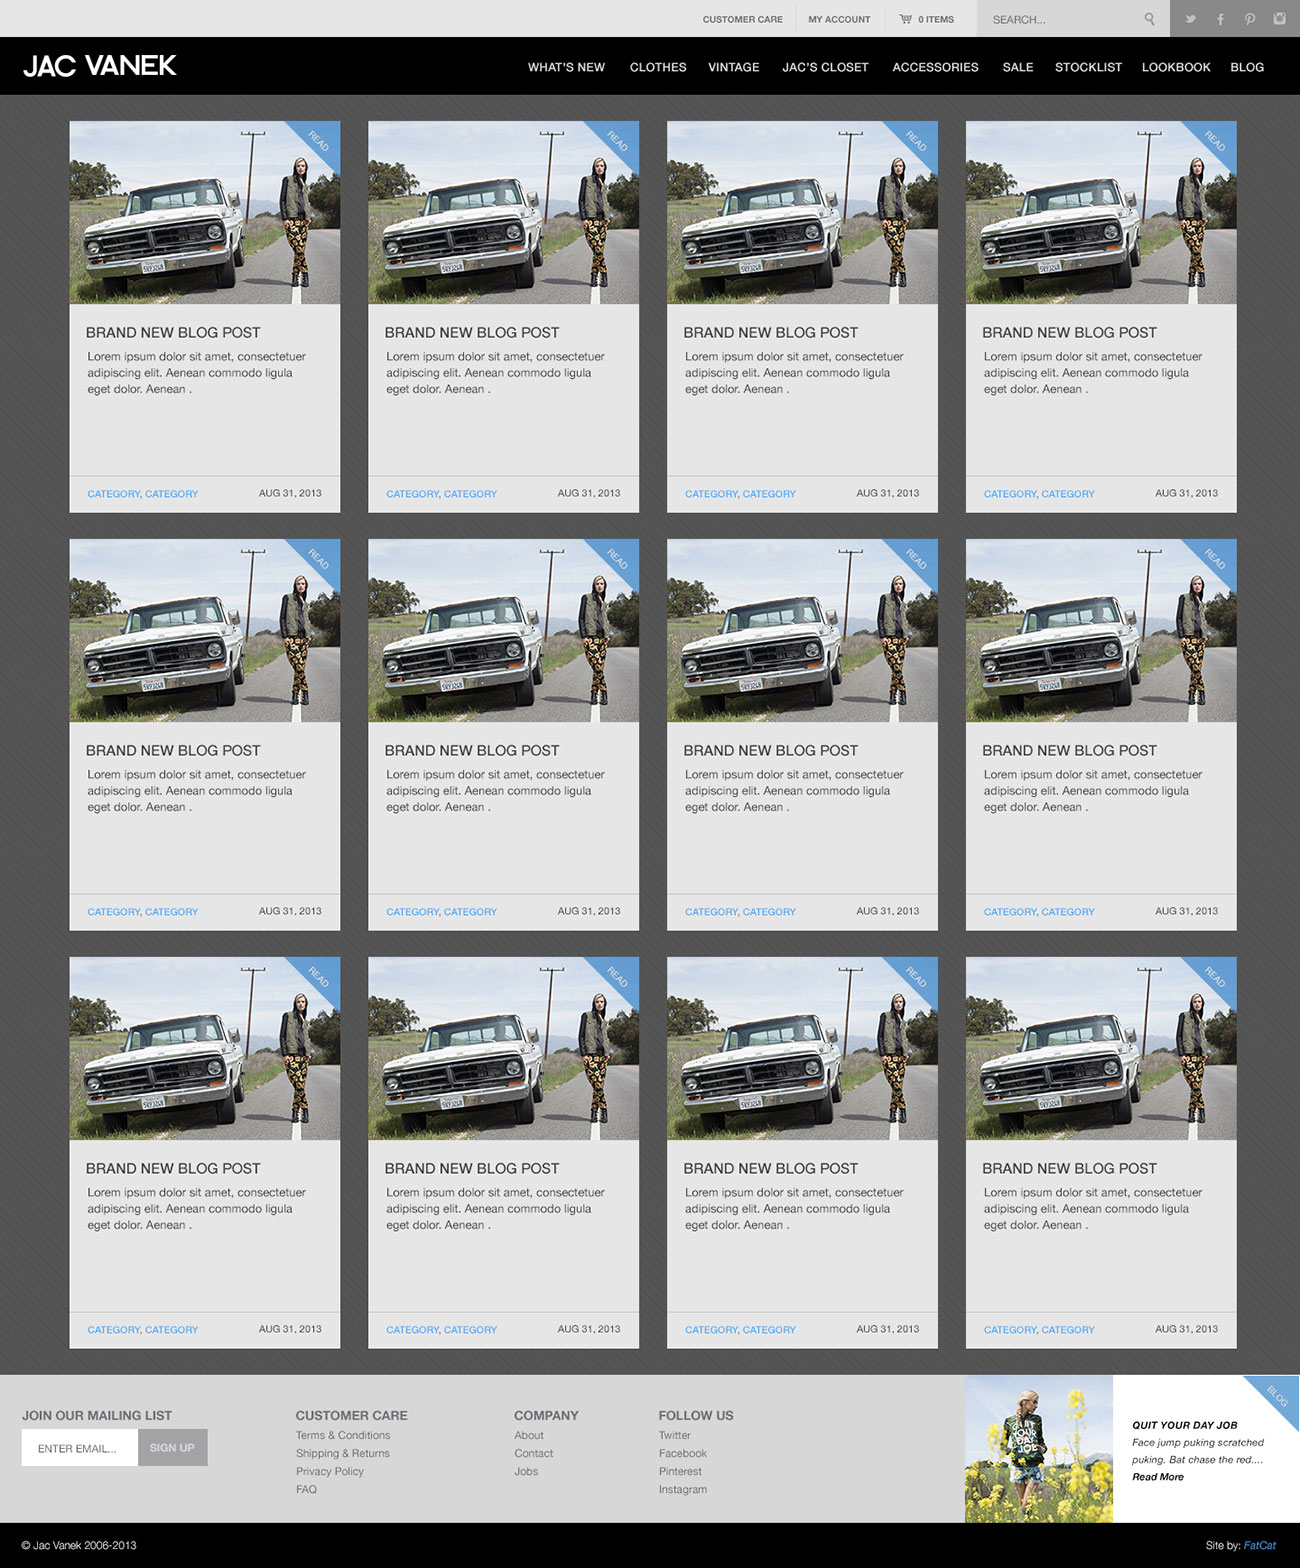 CUSTOMER CARE MY ACCOUNT 0 ITEMS SEARCH...
JAC VANEK
WHAT'S NEW CLOTHES VINTAGE JAC'S CLOSET ACCESSORIES SALE STOCKLIST LOOKBOOK BLOG
READ READ READ READ
BRAND NEW BLOG POST BRAND NEW BLOG POST BRAND NEW BLOG POST BRAND NEW BLOG POST
Lorem ipsum dolor sit amet, consectetuer Lorem ipsum dolor sit amet, consectetuer Lorem ipsum dolor sit amet, consectetuer Lorem ipsum dolor sit amet, consectetuer
adipiscing elit. Aenean commodo ligula adipiscing elit. Aenean commodo ligula adipiscing elit. Aenean commodo ligula adipiscing elit. Aenean commodo ligula
eget dolor. Aenean . eget dolor. Aenean . eget dolor. Aenean . eget dolor. Aenean .
CATEGORY, CATEGORY AUG 31, 2013 CATEGORY, CATEGORY AUG 31, 2013 CATEGORY, CATEGORY AUG 31, 2013 CATEGORY, CATEGORY AUG 31, 2013
READ READ READ READ
BRAND NEW BLOG POST BRAND NEW BLOG POST BRAND NEW BLOG POST BRAND NEW BLOG POST
Lorem ipsum dolor sit amet, consectetuer Lorem ipsum dolor sit amet, consectetuer Lorem ipsum dolor sit amet, consectetuer Lorem ipsum dolor sit amet, consectetuer
adipiscing elit. Aenean commodo ligula adipiscing elit. Aenean commodo ligula adipiscing elit. Aenean commodo ligula adipiscing elit. Aenean commodo ligula
eget dolor. Aenean . eget dolor. Aenean . eget dolor. Aenean . eget dolor. Aenean .
CATEGORY, CATEGORY AUG 31, 2013 CATEGORY, CATEGORY AUG 31, 2013 CATEGORY, CATEGORY AUG 31, 2013 CATEGORY, CATEGORY AUG 31, 2013
READ READ READ READ
BRAND NEW BLOG POST BRAND NEW BLOG POST BRAND NEW BLOG POST BRAND NEW BLOG POST
Lorem ipsum dolor sit amet, consectetuer Lorem ipsum dolor sit amet, consectetuer Lorem ipsum dolor sit amet, consectetuer Lorem ipsum dolor sit amet, consectetuer
adipiscing elit. Aenean commodo ligula adipiscing elit. Aenean commodo ligula adipiscing elit. Aenean commodo ligula adipiscing elit. Aenean commodo ligula
eget dolor. Aenean . eget dolor. Aenean . eget dolor. Aenean . eget dolor. Aenean .
CATEGORY, CATEGORY AUG 31, 2013 CATEGORY, CATEGORY AUG 31, 2013 CATEGORY, CATEGORY AUG 31, 2013 CATEGORY, CATEGORY AUG 31, 2013
JOIN OUR MAILING LIST
ENTER EMAIL... SIGN UP
CUSTOMER CARE
Terms & Conditions
Shipping & Returns
Privacy Policy
FAQ
COMPANY
About
Contact
Jobs
FOLLOW US
Twitter
Facebook
Pinterest
Instagram
QUIT
YOUR
DAY
JOB
BLOG
QUIT YOUR DAY JOB
Face jump puking scratched
puking. Bat chase the red....
Read More
© Jac Vanek 2006-2013
Site by: FatCat